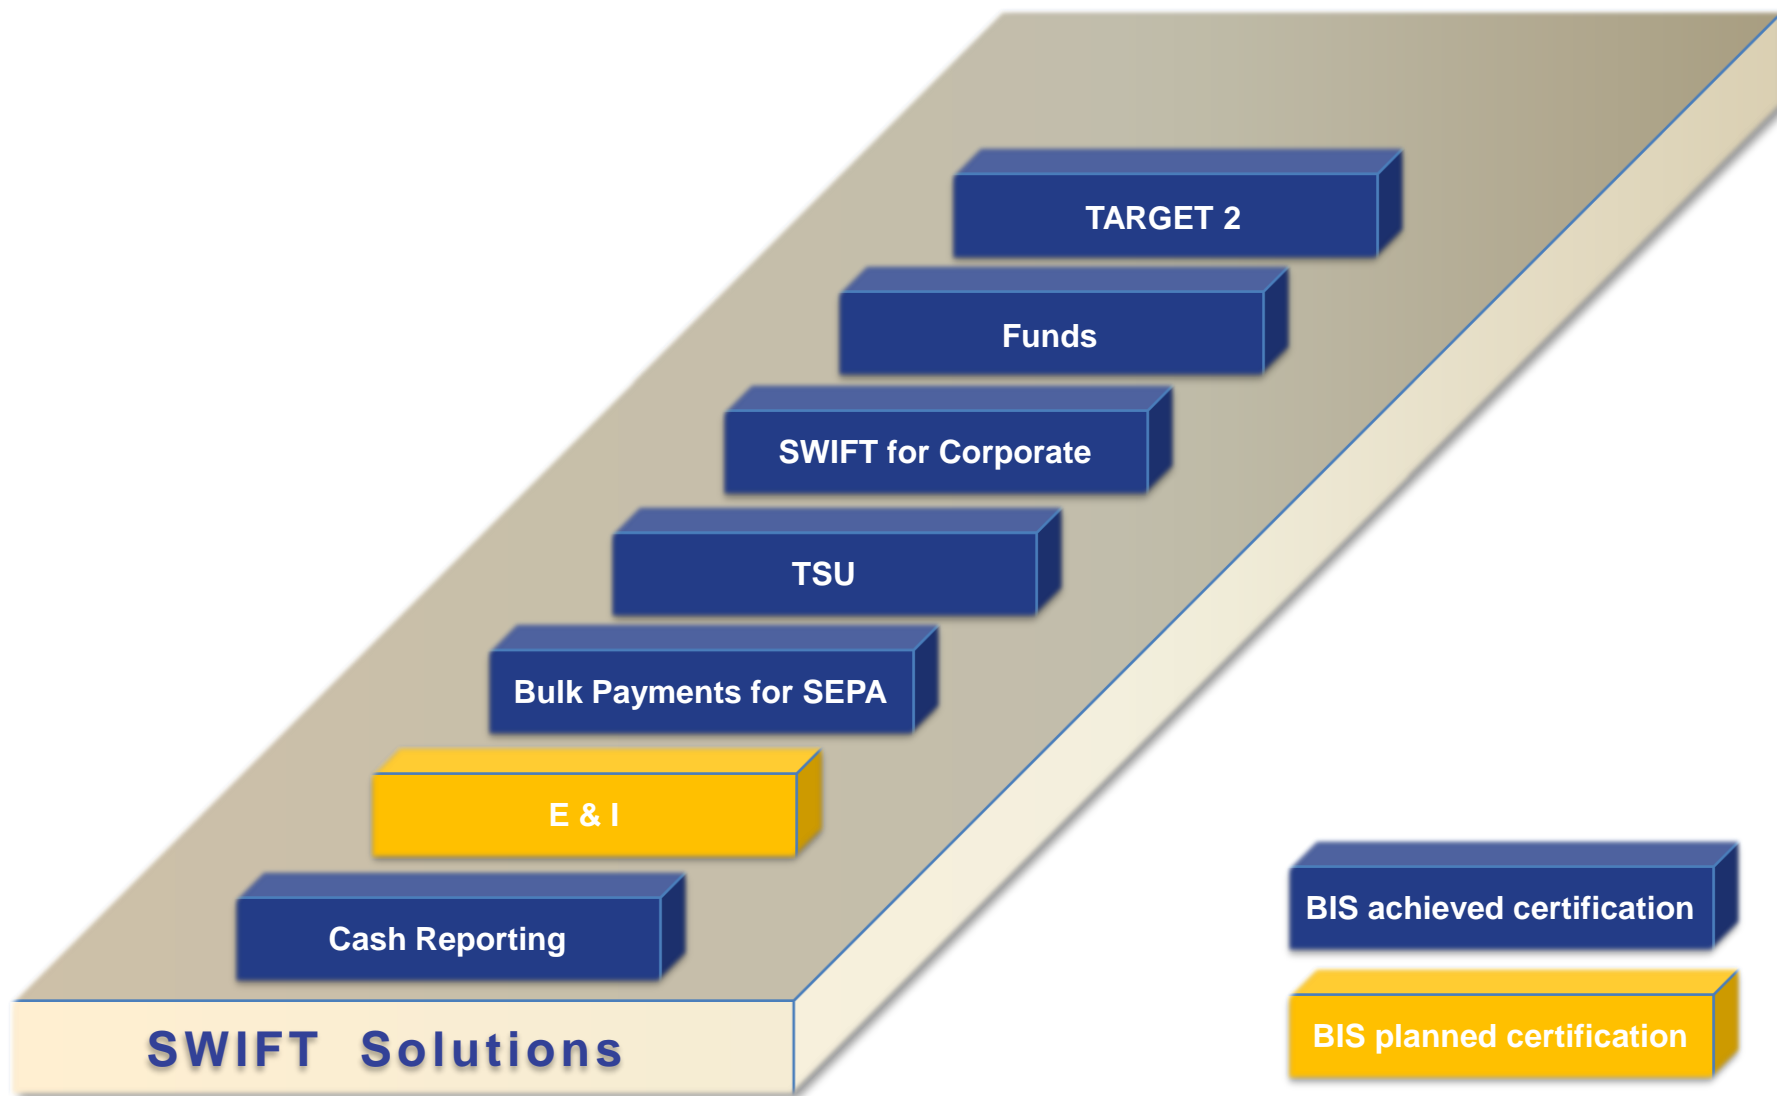 TARGET 2
Funds
SWIFT for Corporate
TSU
Bulk Payments for SEPA
E & I
Cash Reporting
SWIFT Solutions
BIS achieved certification
BIS planned certification